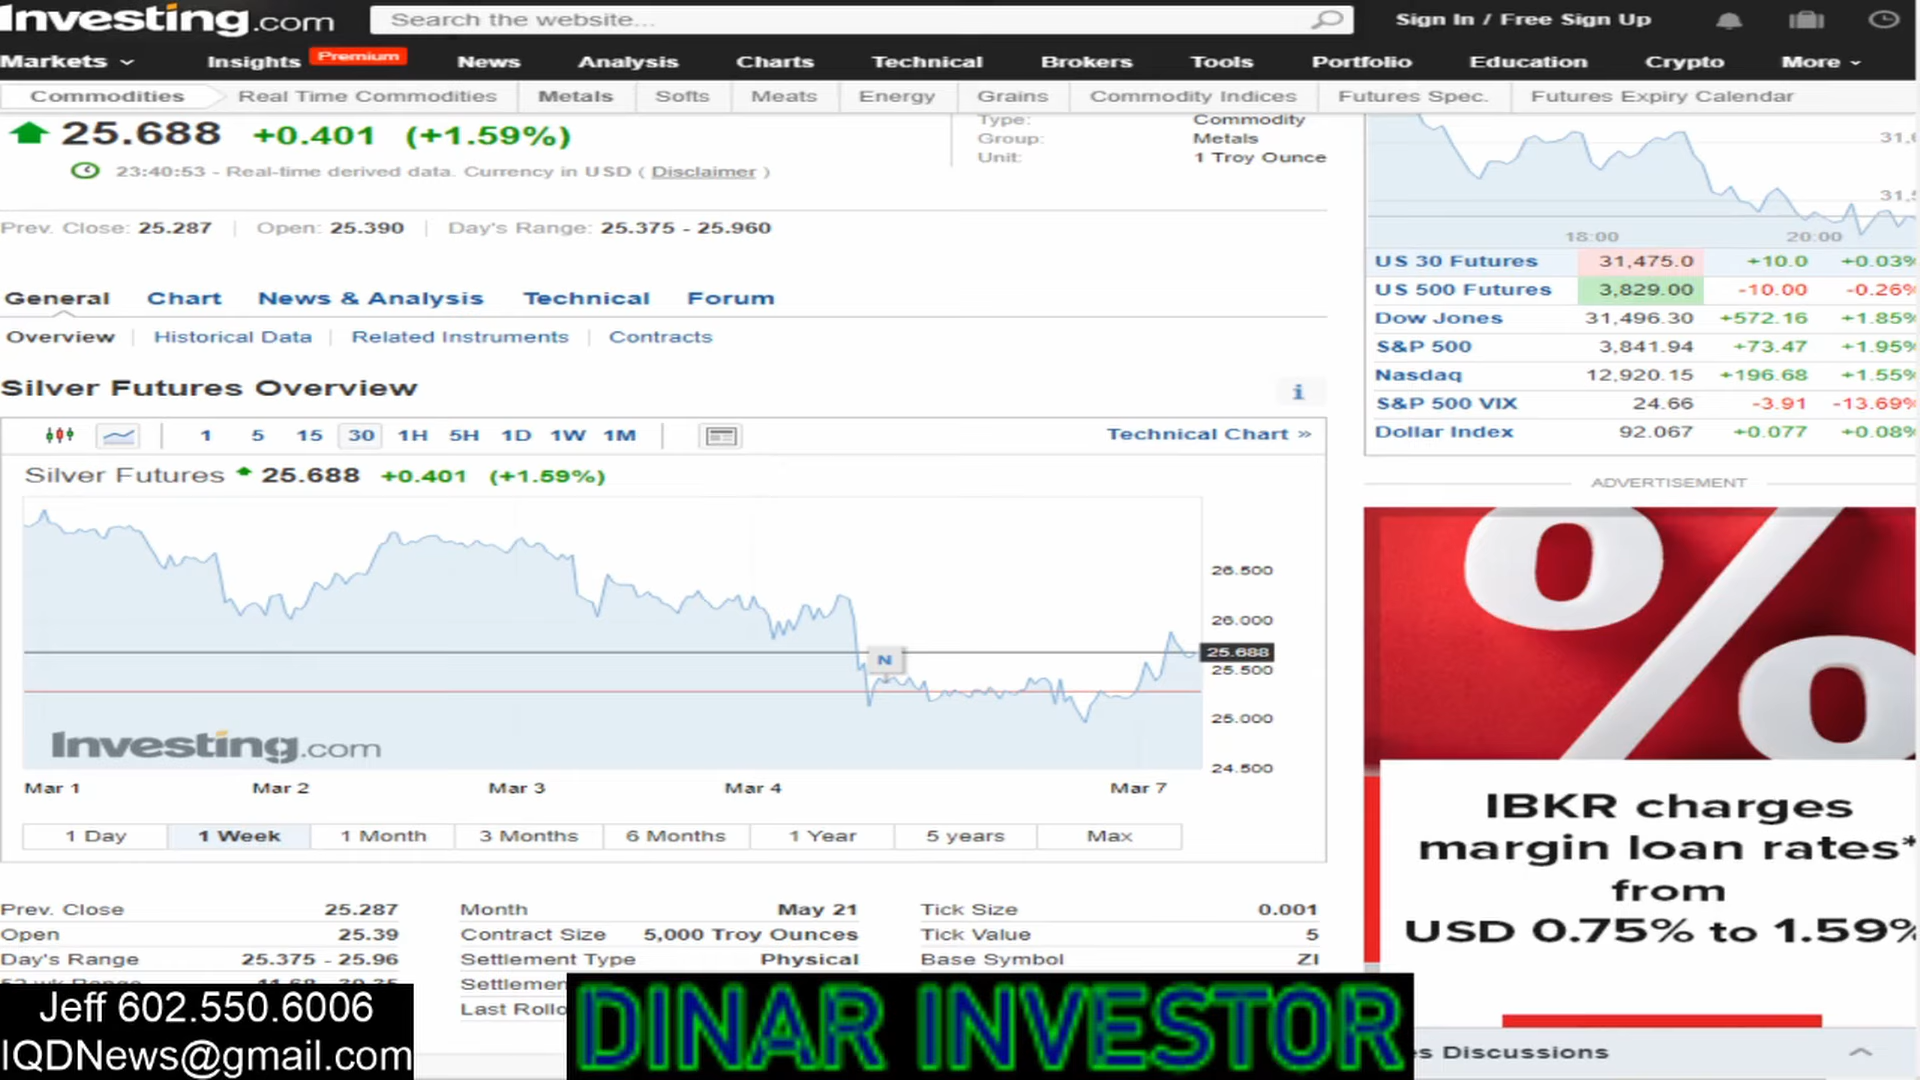 Investing.com
Search the website...
Sign In / Free Sign Up
Markets
Insights Premium
News
Analysis
Charts
Technical
Brokers
Tools
Portfolio
Education
Crypto
More
Commodities
Real Time Commodities
Metals
Softs
Meats
Energy
Grains
Commodity Indices
Futures Spec.
Futures Expiry Calendar
25.688 +0.401 (+1.59%)
23:40:53 - Real-time derived data. Currency in USD ( Disclaimer )
Type: Commodity
Group: Metals
Unit: 1 Troy Ounce
Prev. Close: 25.287 Open: 25.390 Day's Range: 25.375 - 25.960
General Chart News & Analysis Technical Forum
Overview Historical Data Related Instruments Contracts
Silver Futures Overview
i
1 5 15 30 1H 5H 1D 1W 1M
Technical Chart »
Silver Futures 25.688 +0.401 (+1.59%)
26.500
26.000
25.688
25.500
25.000
24.500
N
Investing.com
Mar 1 Mar 2 Mar 3 Mar 4 Mar 7
1 Day 1 Week 1 Month 3 Months 6 Months 1 Year 5 years Max
Prev. Close 25.287
Open 25.39
Day's Range 25.375 - 25.96
Month May 21
Contract Size 5,000 Troy Ounces
Settlement Type Physical
Last Rollo
Tick Size 0.001
Tick Value 5
Base Symbol ZI
18:00 20:00
US 30 Futures 31,475.0 +10.0 +0.03%
US 500 Futures 3,829.00 -10.00 -0.26%
Dow Jones 31,496.30 +572.16 +1.85%
S&P 500 3,841.94 +73.47 +1.95%
Nasdaq 12,920.15 +196.68 +1.55%
S&P 500 VIX 24.66 -3.91 -13.69%
Dollar Index 92.067 +0.077 +0.08%
ADVERTISEMENT
%
IBKR charges
margin loan rates*
from
USD 0.75% to 1.59%
es Discussions
Jeff 602.550.6006
IQDNews@gmail.com
DINAR INVESTOR